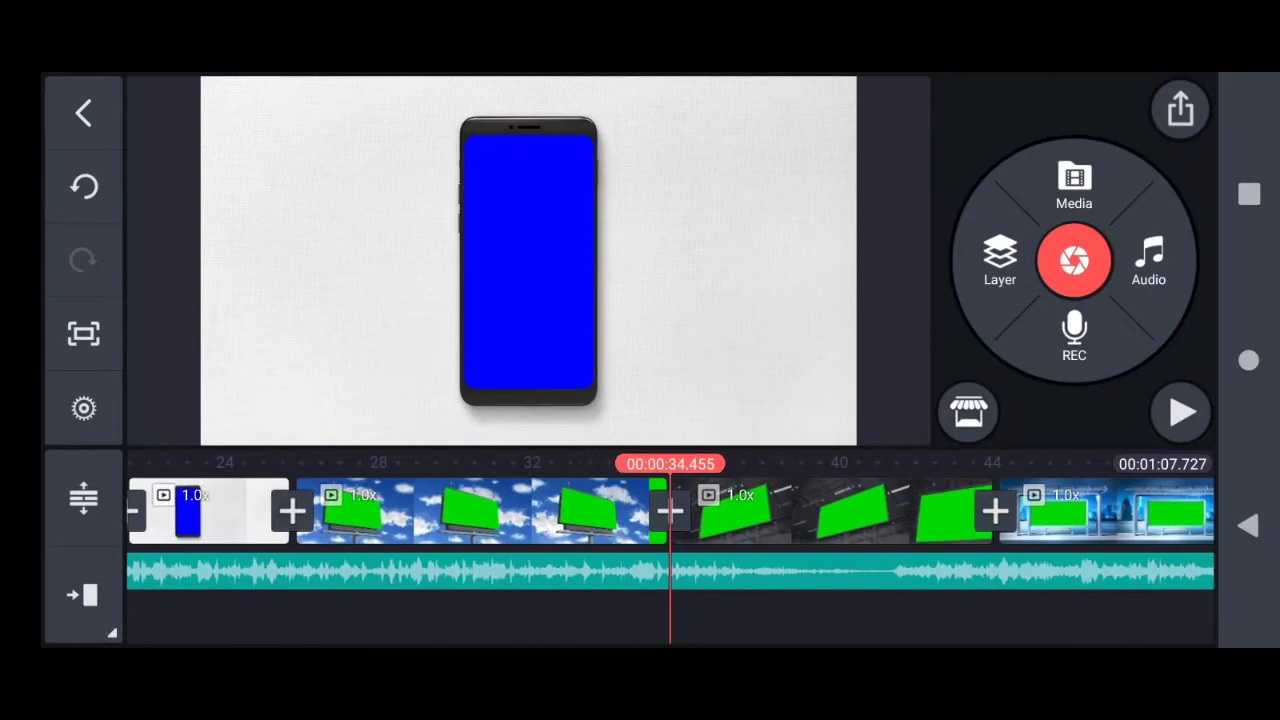 Media
Layer
Audio
REC
24
28
32
00:00:34.455
40
44
00:01:07.727
1.0x
1.0x
1.0x
1.0x